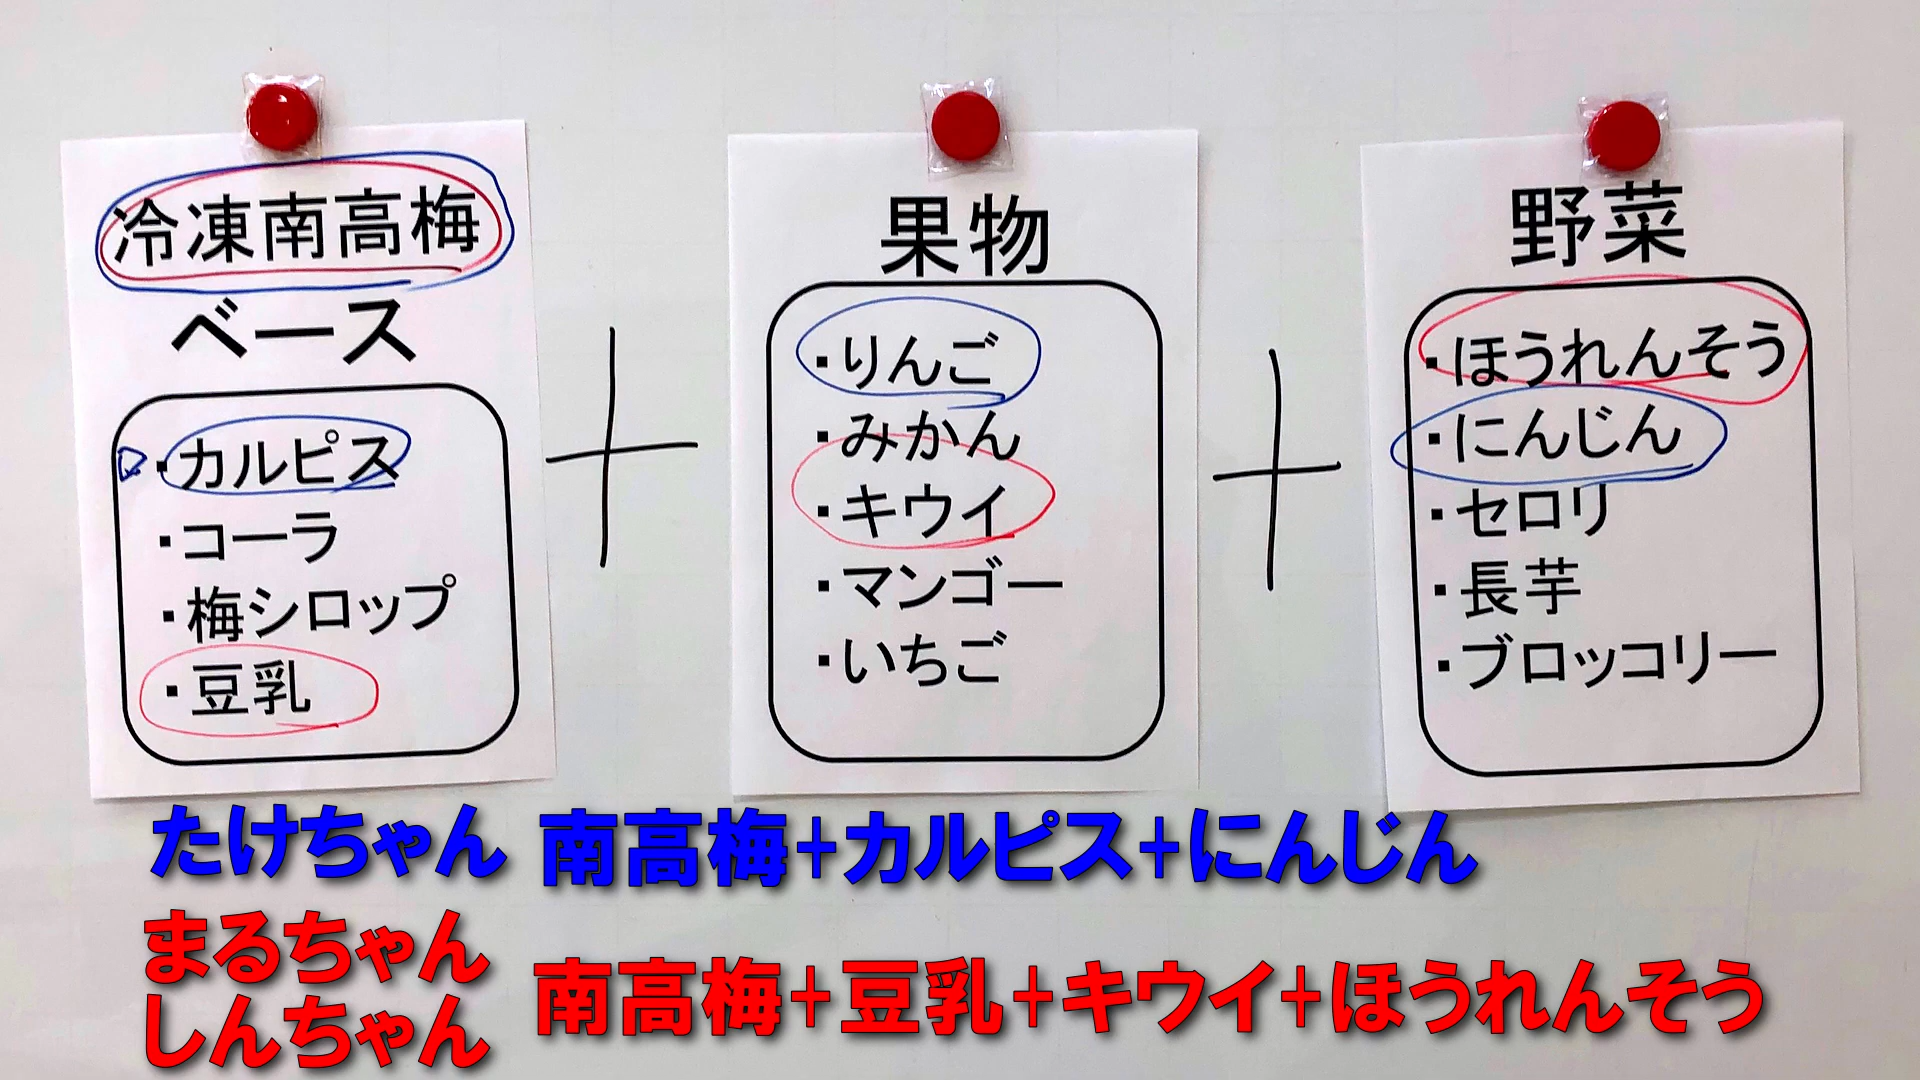 冷凍南高梅
ベース
・カルピス
・コーラ
・梅シロップ
・豆乳
+
果物
・りんご
・みかん
・キウイ
・マンゴー
・いちご
+
野菜
・ほうれんそう
・にんじん
・セロリ
・長芋
・ブロッコリー
たけちゃん 南高梅+カルピス+にんじん
まるちゃん
しんちゃん 南高梅+豆乳+キウイ+ほうれんそう